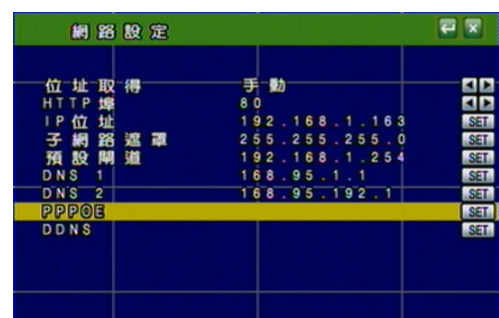 網路設定
位址取得 手動
HTTP埠 80
IP位址 192.168.1.163 SET
子網路遮罩 255.255.255.0 SET
預設閘道 192.168.1.254 SET
DNS 1 168.95.1.1 SET
DNS 2 168.95.192.1 SET
PPPOE SET
DDNS SET